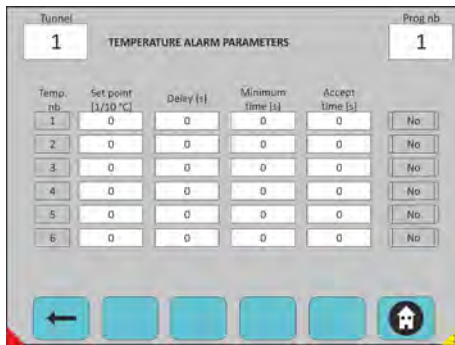 Tunnel
Prog nb
1
TEMPERATURE ALARM PARAMETERS
1
Temp. nb
Set point [1/10 °C]
Delay [s]
Minimum time [s]
Accept time [s]
1 0 0 0 0 No
2 0 0 0 0 No
3 0 0 0 0 No
4 0 0 0 0 No
5 0 0 0 0 No
6 0 0 0 0 No